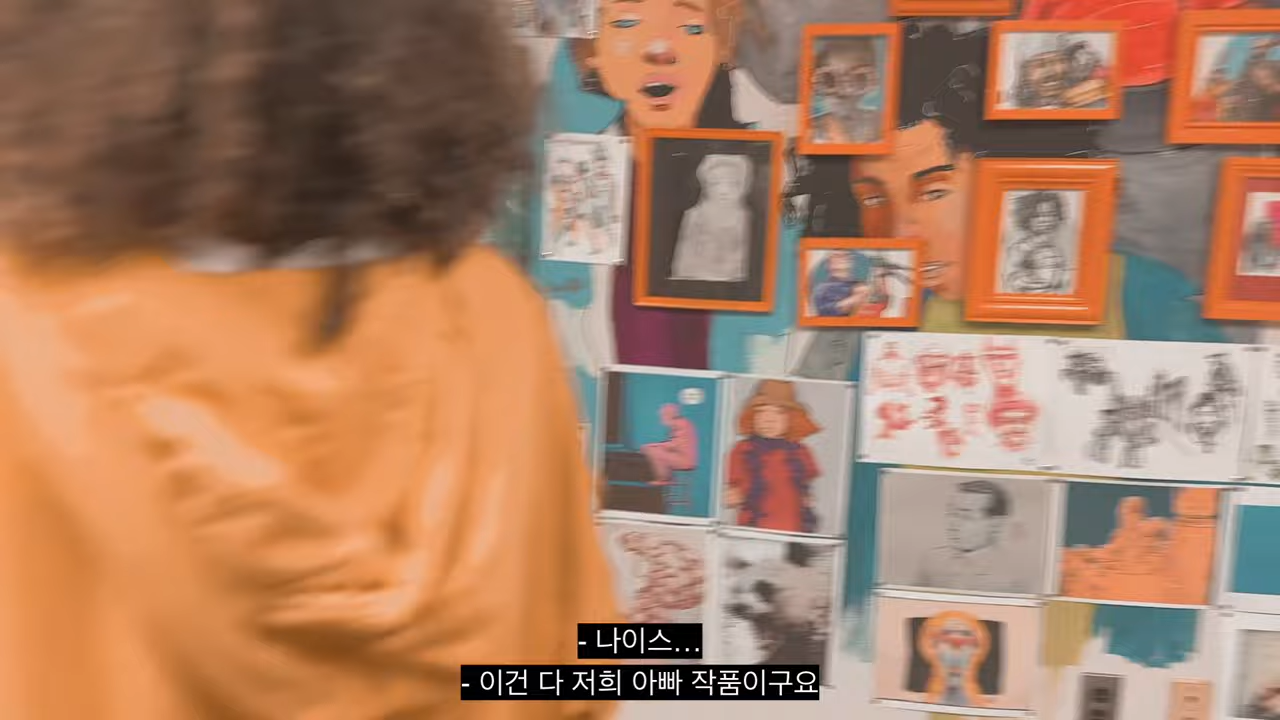 - 나이스...
- 이건 다 저희 아빠 작품이구요